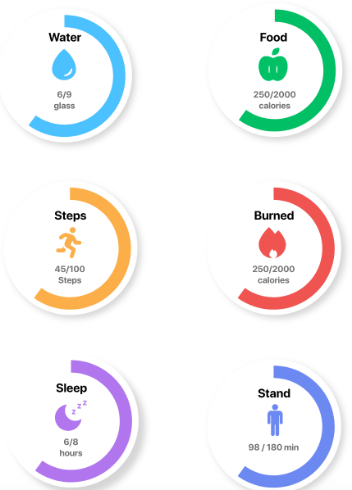 Water
6/9
glass
Food
250/2000
calories
Steps
45/100
Steps
Burned
250/2000
calories
Sleep
z z z
6/8
hours
Stand
98 / 180 min